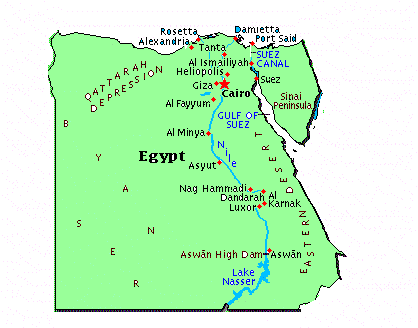 Rosetta
Damietta
Alexandria
Port Said
Tanta
SUEZ
CANAL
Al Ismailiyah
Heliopolis
Suez
QATTARAH
DEPRESSION
Giza
Cairo
Sinai
Peninsula
Al Fayyum
GULF OF
SUEZ
B Y A N
S E R
Al Minya
Nile
Egypt
Asyut
EASTERN DESERT
Nag Hammadi
Dandarah
Al
Karnak
Luxor
Aswān High Dam
Aswān
Lake
Nasser